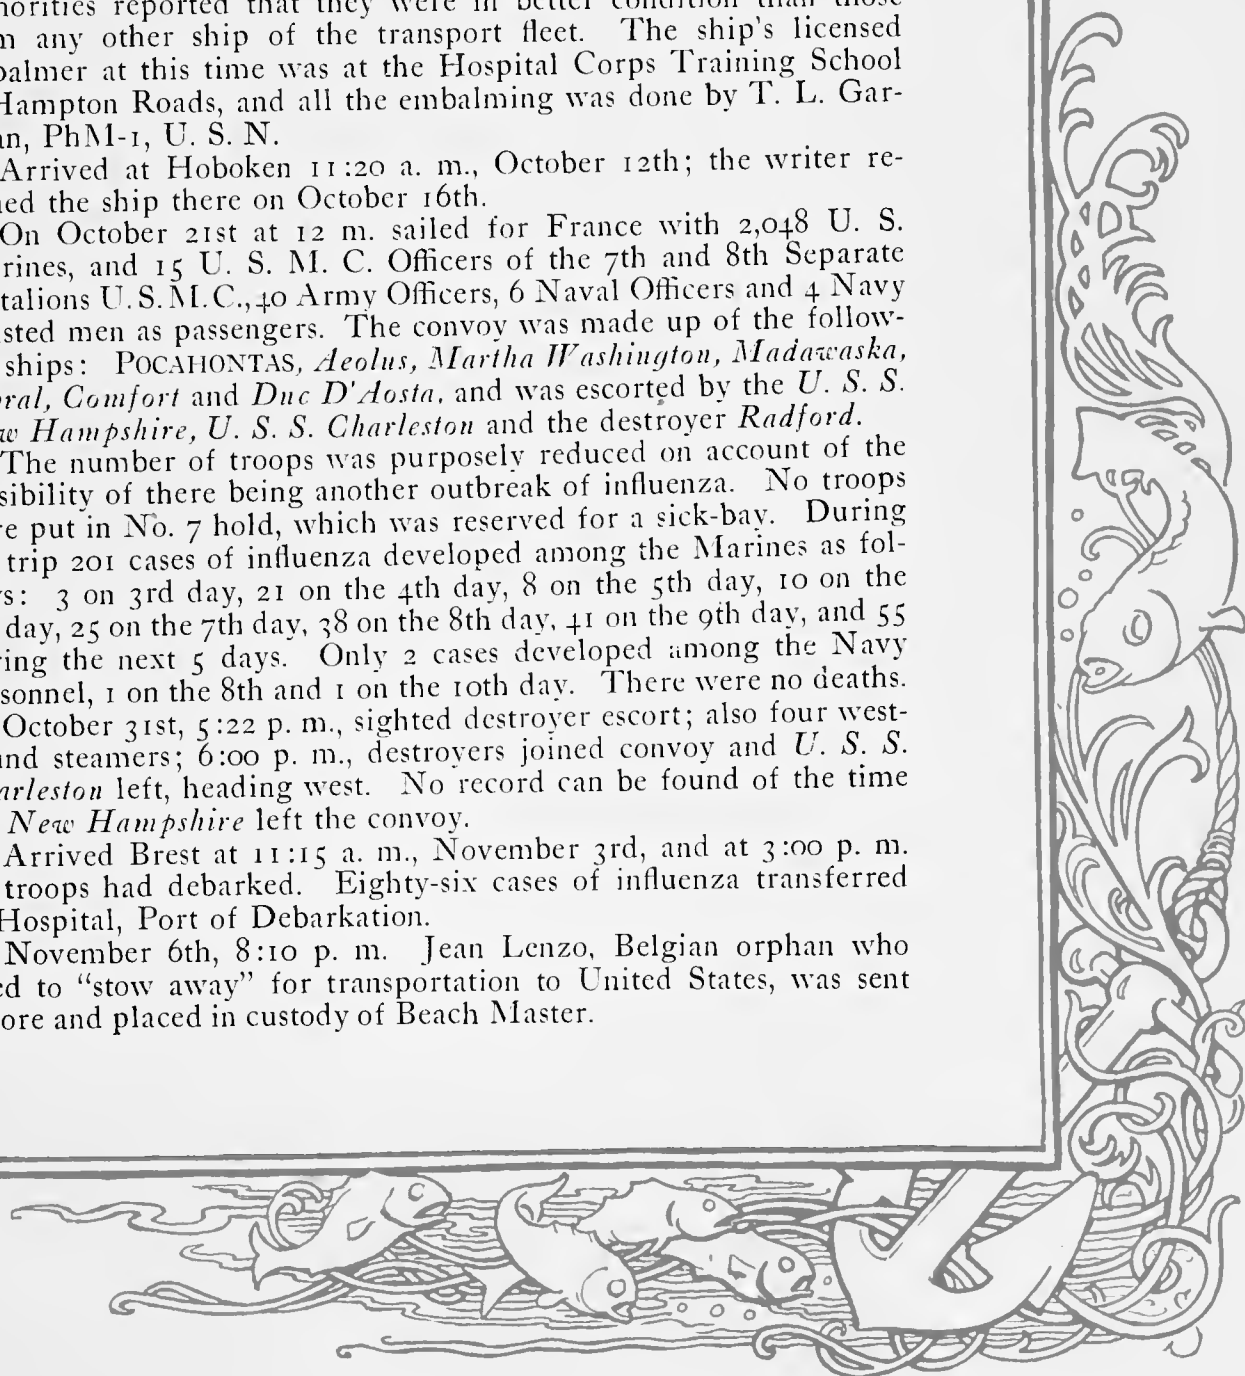 horities reported that they were in better condition than those
m any other ship of the transport fleet. The ship's licensed
balmer at this time was at the Hospital Corps Training School
Hampton Roads, and all the embalming was done by T. L. Gar-
an, PhM-1, U. S. N.
Arrived at Hoboken 11:20 a. m., October 12th; the writer re-
ned the ship there on October 16th.
On October 21st at 12 m. sailed for France with 2,048 U. S.
rines, and 15 U. S. M. C. Officers of the 7th and 8th Separate
talions U.S.M.C., 40 Army Officers, 6 Naval Officers and 4 Navy
isted men as passengers. The convoy was made up of the follow-
ships: POCAHONTAS, Aeolus, Martha Washington, Madawaska,
oral, Comfort and Duc D'Aosta, and was escorted by the U. S. S.
w Hampshire, U. S. S. Charleston and the destroyer Radford.
The number of troops was purposely reduced on account of the
sibility of there being another outbreak of influenza. No troops
re put in No. 7 hold, which was reserved for a sick-bay. During
trip 201 cases of influenza developed among the Marines as fol-
s: 3 on 3rd day, 21 on the 4th day, 8 on the 5th day, 10 on the
day, 25 on the 7th day, 38 on the 8th day, 41 on the 9th day, and 55
ring the next 5 days. Only 2 cases developed among the Navy
sonnel, 1 on the 8th and 1 on the 10th day. There were no deaths.
October 31st, 5:22 p. m., sighted destroyer escort; also four west-
und steamers; 6:00 p. m., destroyers joined convoy and U. S. S.
arleston left, heading west. No record can be found of the time
New Hampshire left the convoy.
Arrived Brest at 11:15 a. m., November 3rd, and at 3:00 p. m.
troops had debarked. Eighty-six cases of influenza transferred
Hospital, Port of Debarkation.
November 6th, 8:10 p. m. Jean Lenzo, Belgian orphan who
ed to "stow away" for transportation to United States, was sent
ore and placed in custody of Beach Master.